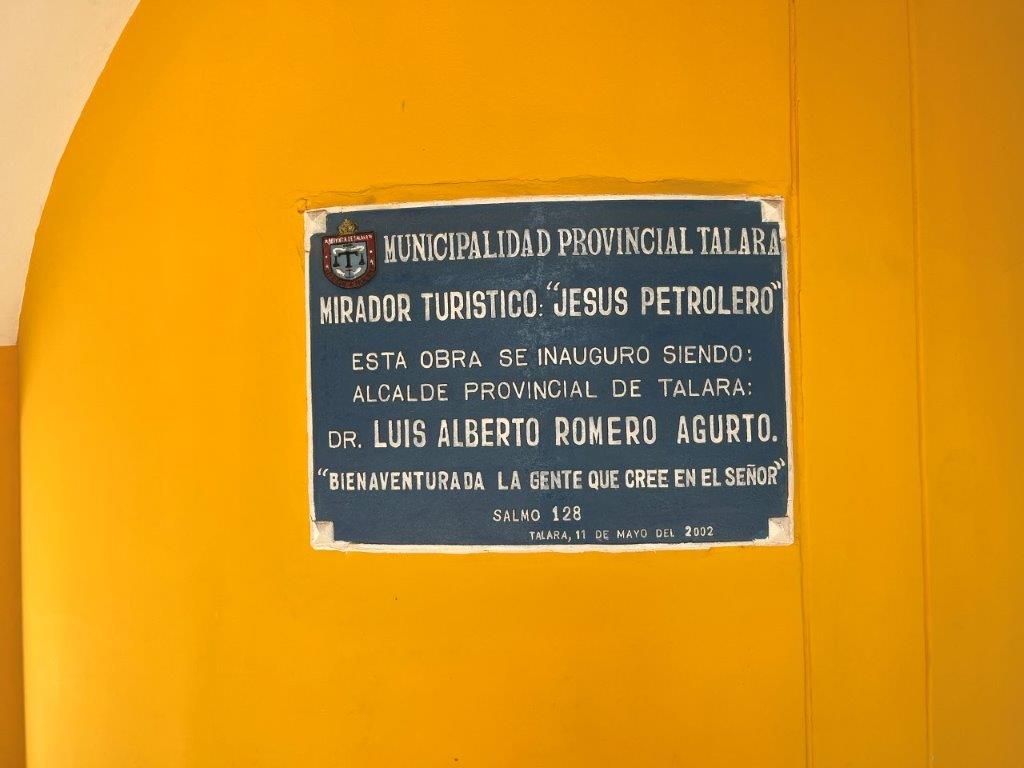 MUNICIPALIDAD PROVINCIAL TALARA
MIRADOR TURISTICO: "JESUS PETROLERO"
ESTA OBRA SE INAUGURO SIENDO:
ALCALDE PROVINCIAL DE TALARA:
DR. LUIS ALBERTO ROMERO AGURTO.
"BIENAVENTURADA LA GENTE QUE CREE EN EL SEÑOR"
SALMO 128
TALARA, 11 DE MAYO DEL 2002